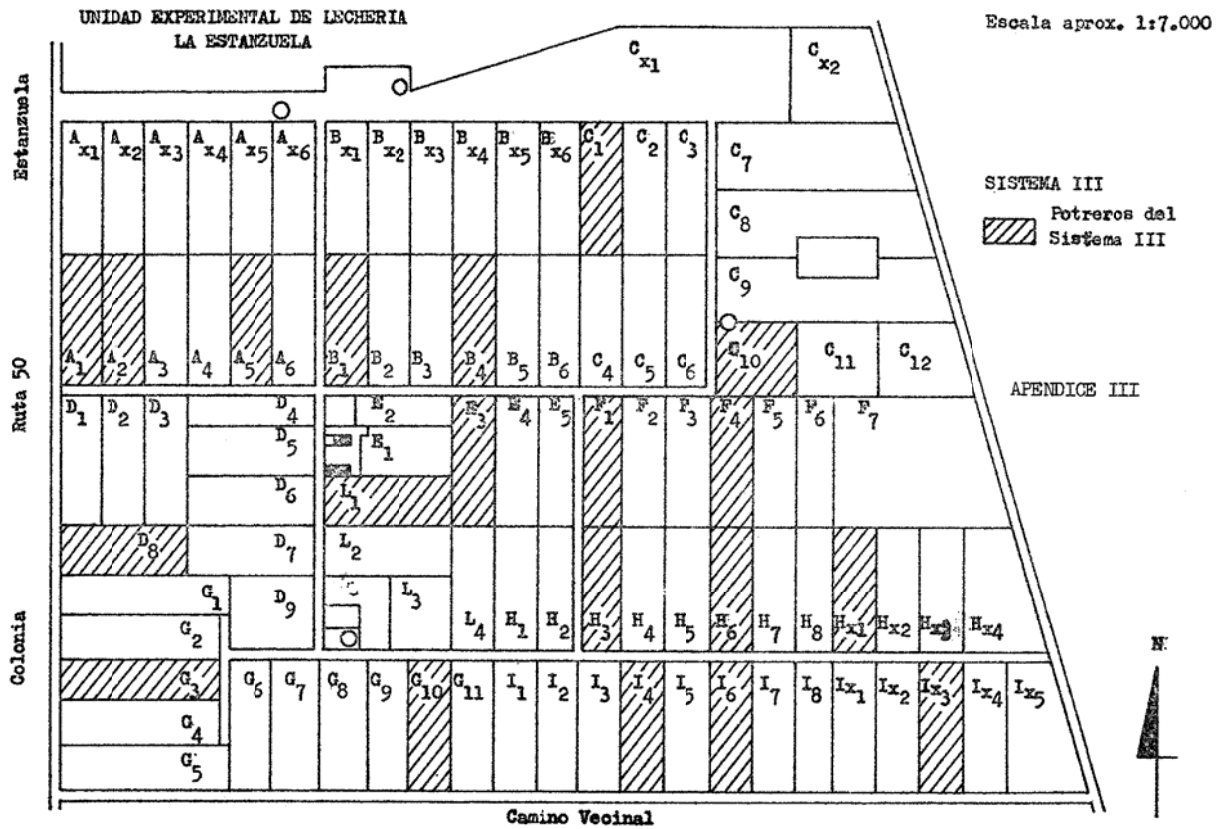 UNIDAD EXPERIMENTAL DE LECHERIA
LA ESTANZUELA
Escala aprox. 1:7.000
Cx1 Cx2
Ax1 Ax2 Ax3 Ax4 Ax5 Ax6 Bx1 Bx2 Bx3 Bx4 Bx5 Bx6 C1 C2 C3
C7
C8
C9
Estanzuela
SISTEMA III
Potreros del
Sistema III
A1 A2 A3 A4 A5 A6 B1 B2 B3 B4 B5 B6 C4 C5 C6
10 C11 C12
APENDICE III
Ruta 50
D1 D2 D3 D4 E2 E3 E4 E5 F1 F2 F3 F4 F5 F6 F7
D5 E1
D6 L1
D8 D7 L2
G1 D9 L3
G2
L4 H1 H2 H3 H4 H5 H6 H7 H8 Hx1 Hx2 Hx4
Colonia
N
G3 G6 G7 G8 G9 G10 G11 I1 I2 I3 I4 I5 I6 I7 I8 Ix1 Ix2 Ix3 Ix4 Ix5
G4
G5
Camino Vecinal